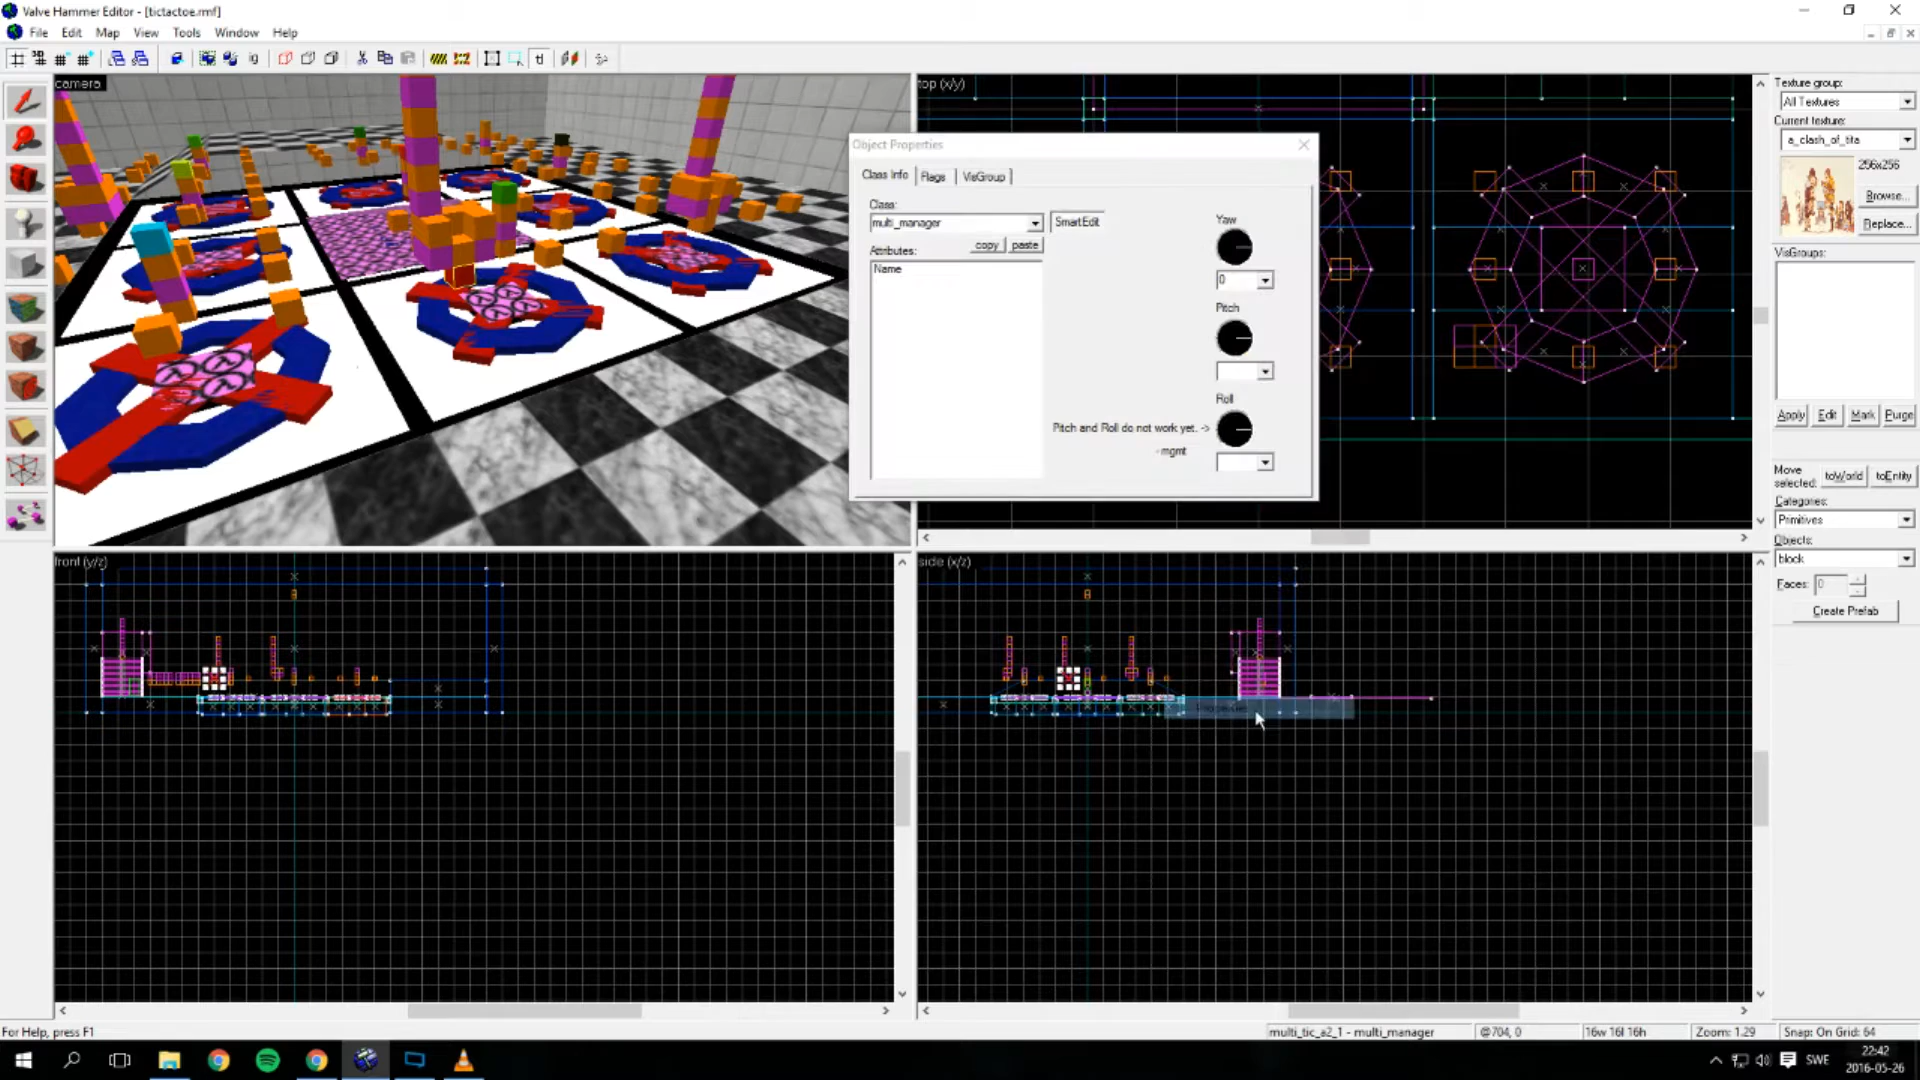 Valve Hammer Editor - [tictactoe.rmf]
File Edit Map View Tools Window Help
camera
top (x/y)
Object Properties
Class Info Flags VisGroup
Class:
multi_manager
SmartEdit
Attributes:
copy paste
Name
Yaw
0
Pitch
Roll
Pitch and Roll do not work yet. ->
- mgmt
Texture group:
All Textures
Current texture:
a_clash_of_tita
256x256
Browse...
Replace...
VisGroups:
Apply Edit Mark Purge
Move selected:
toWorld toEntity
Categories:
Primitives
Objects:
block
Faces: 0
Create Prefab
front (y/z)
side (x/z)
Properties
For Help, press F1
multi_tic_a2_1 - multi_manager
@704, 0
16w 16l 16h
Zoom: 1.29
Snap: On Grid: 64
SWE
22:42
2016-05-26